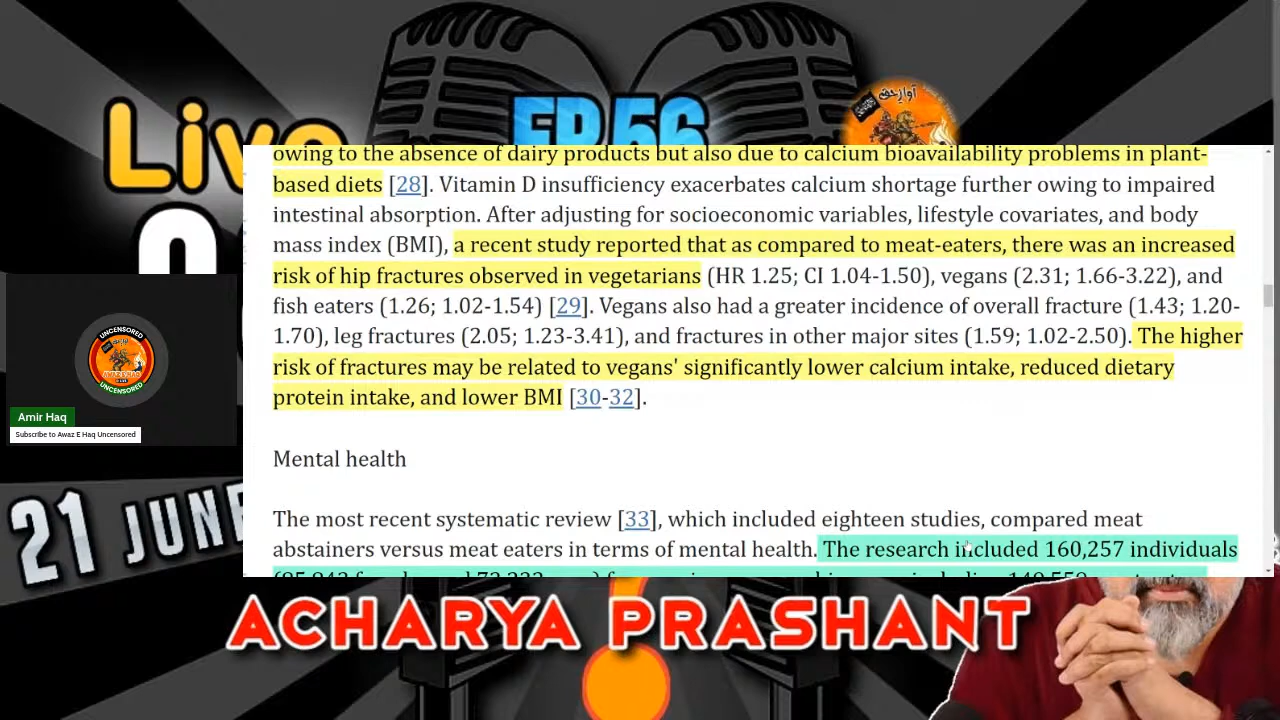 Live
EP 56
آواز حق
owing to the absence of dairy products but also due to calcium bioavailability problems in plant-
based diets [28]. Vitamin D insufficiency exacerbates calcium shortage further owing to impaired
intestinal absorption. After adjusting for socioeconomic variables, lifestyle covariates, and body
mass index (BMI), a recent study reported that as compared to meat-eaters, there was an increased
risk of hip fractures observed in vegetarians (HR 1.25; CI 1.04-1.50), vegans (2.31; 1.66-3.22), and
fish eaters (1.26; 1.02-1.54) [29]. Vegans also had a greater incidence of overall fracture (1.43; 1.20-
1.70), leg fractures (2.05; 1.23-3.41), and fractures in other major sites (1.59; 1.02-2.50). The higher
risk of fractures may be related to vegans' significantly lower calcium intake, reduced dietary
protein intake, and lower BMI [30-32].
Mental health
The most recent systematic review [33], which included eighteen studies, compared meat
abstainers versus meat eaters in terms of mental health. The research included 160,257 individuals
UNCENSORED
UNCENSORED
Amir Haq
Subscribe to Awaz E Haq Uncensored
21 JUNE
ACHARYA PRASHANT